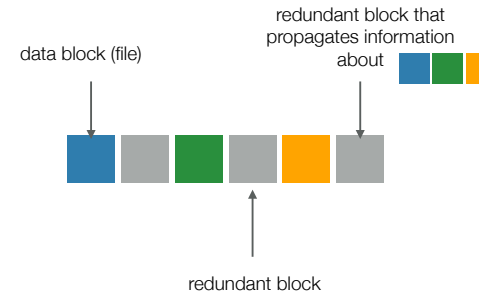 redundant block that
propagates information
about
data block (file)
redundant block